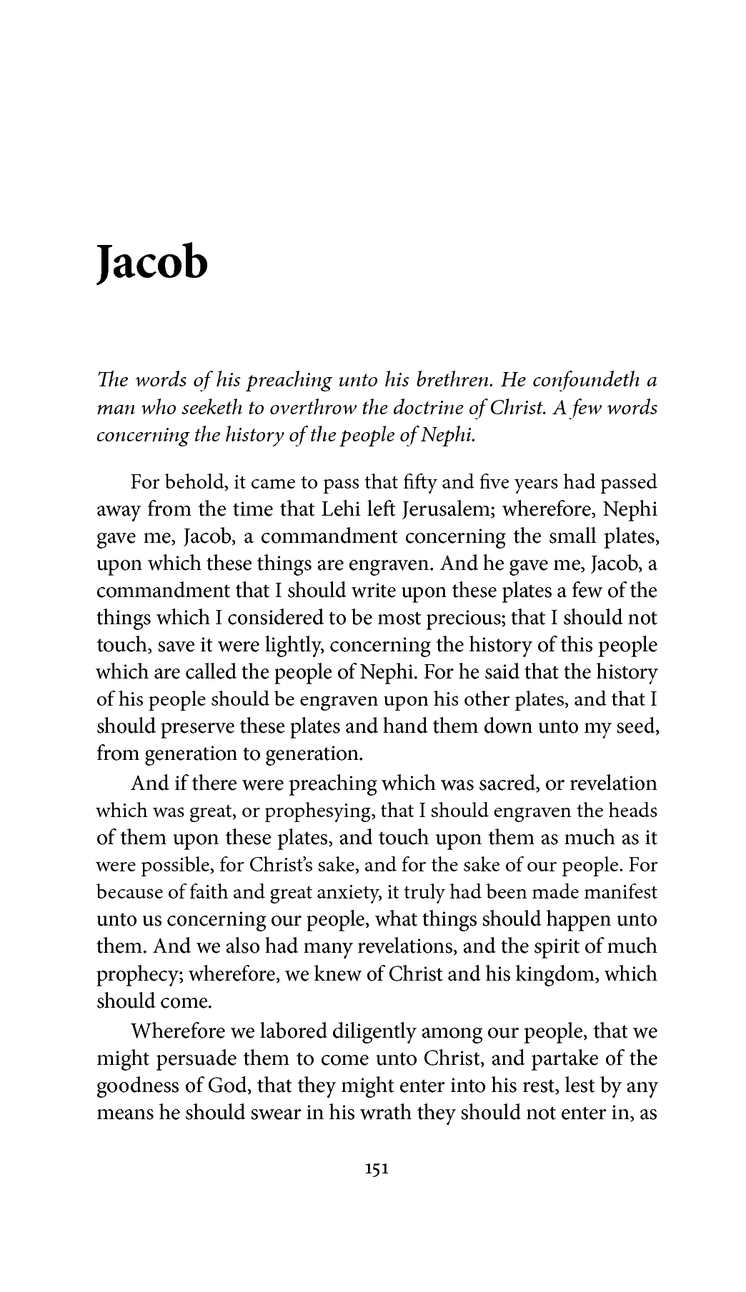 Jacob
The words of his preaching unto his brethren. He confoundeth a
man who seeketh to overthrow the doctrine of Christ. A few words
concerning the history of the people of Nephi.
For behold, it came to pass that fifty and five years had passed
away from the time that Lehi left Jerusalem; wherefore, Nephi
gave me, Jacob, a commandment concerning the small plates,
upon which these things are engraven. And he gave me, Jacob, a
commandment that I should write upon these plates a few of the
things which I considered to be most precious; that I should not
touch, save it were lightly, concerning the history of this people
which are called the people of Nephi. For he said that the history
of his people should be engraven upon his other plates, and that I
should preserve these plates and hand them down unto my seed,
from generation to generation.
And if there were preaching which was sacred, or revelation
which was great, or prophesying, that I should engraven the heads
of them upon these plates, and touch upon them as much as it
were possible, for Christ’s sake, and for the sake of our people. For
because of faith and great anxiety, it truly had been made manifest
unto us concerning our people, what things should happen unto
them. And we also had many revelations, and the spirit of much
prophecy; wherefore, we knew of Christ and his kingdom, which
should come.
Wherefore we labored diligently among our people, that we
might persuade them to come unto Christ, and partake of the
goodness of God, that they might enter into his rest, lest by any
means he should swear in his wrath they should not enter in, as
151